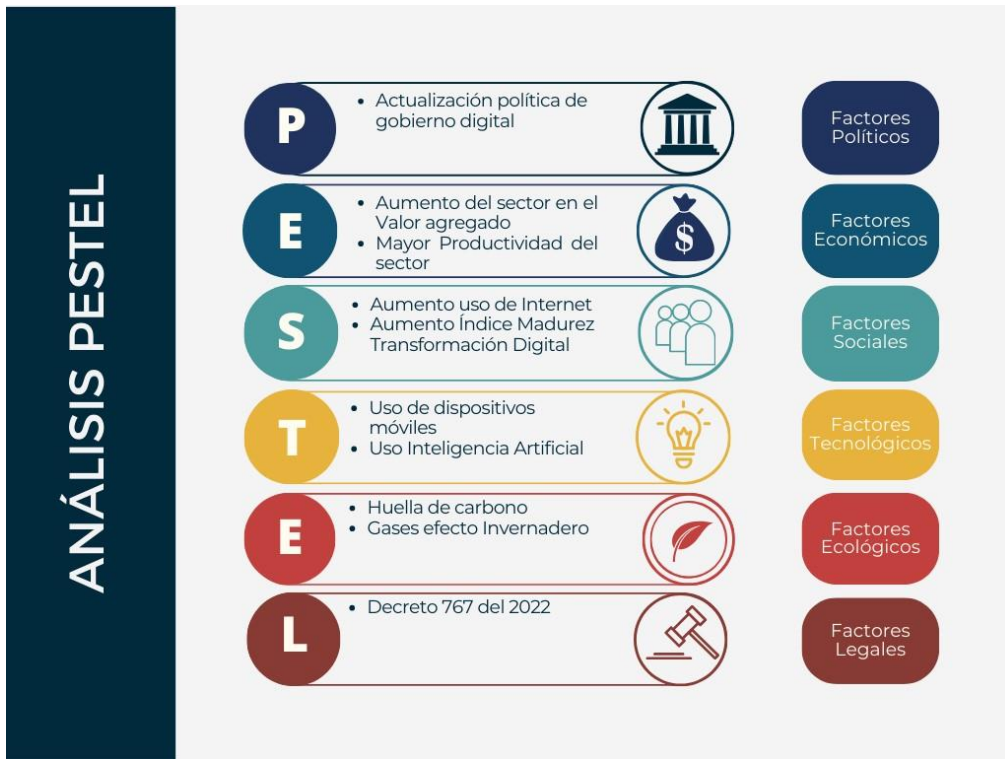 ANÁLISIS PESTEL
P
• Actualización política de
gobierno digital
Factores
Políticos
E
• Aumento del sector en el
Valor agregado
• Mayor Productividad del
sector
$
Factores
Económicos
S
• Aumento uso de Internet
• Aumento Índice Madurez
Transformación Digital
Factores
Sociales
T
• Uso de dispositivos
móviles
• Uso Inteligencia Artificial
Factores
Tecnológicos
E
• Huella de carbono
• Gases efecto Invernadero
Factores
Ecológicos
L
• Decreto 767 del 2022
Factores
Legales